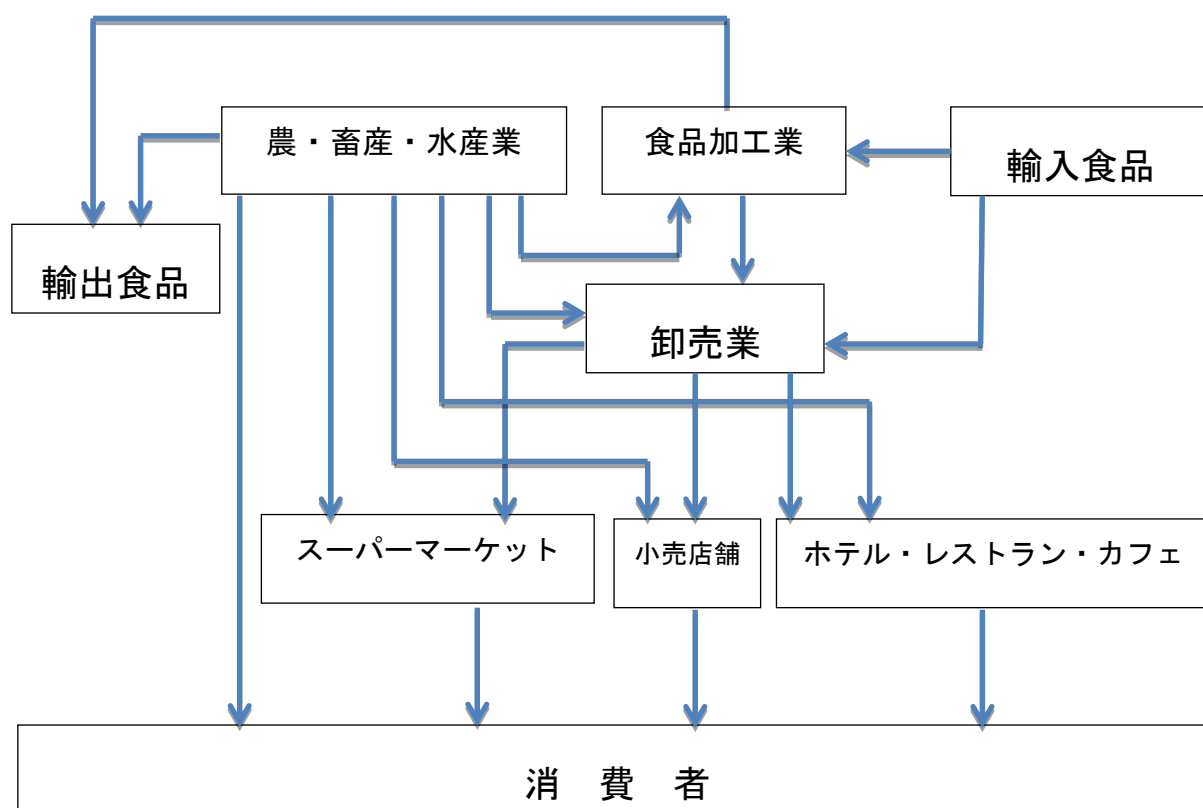 農・畜産・水産業
食品加工業
輸入食品
輸出食品
卸売業
スーパーマーケット
小売店舗
ホテル・レストラン・カフェ
消 費 者